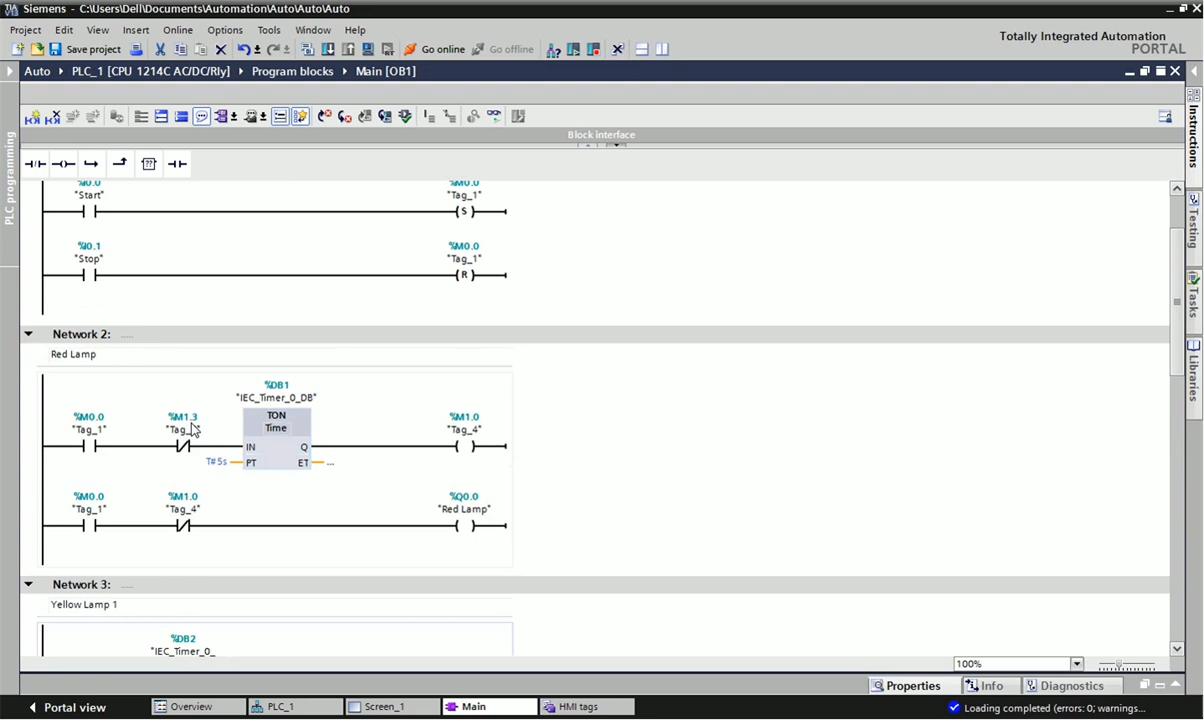 Siemens - C:\Users\Dell\Documents\Automation\Auto\Auto\Auto
Project Edit View Insert Online Options Tools Window Help
Totally Integrated Automation
PORTAL
Save project Go online Go offline
Auto PLC_1 [CPU 1214C AC/DC/Rly] Program blocks Main [OB1]
Block interface
PLC programming
Instructions
Testing
Tasks
Libraries
%I0.0 %M0.0
"Start" "Tag_1"
S
%I0.1 %M0.0
"Stop" "Tag_1"
R
Network 2: .....
Red Lamp
%DB1
"IEC_Timer_0_DB"
%M0.0 %M1.3 TON %M1.0
"Tag_1" Time "Tag_4"
IN Q
T#5s PT ET ...
%M0.0 %M1.0 %Q0.0
"Tag_1" "Tag_4" "Red Lamp"
Network 3: .....
Yellow Lamp 1
%DB2
"IEC_Timer_0_
100%
Properties Info Diagnostics
Portal view Overview PLC_1 Screen_1 Main HMI tags Loading completed (errors: 0; warnings...